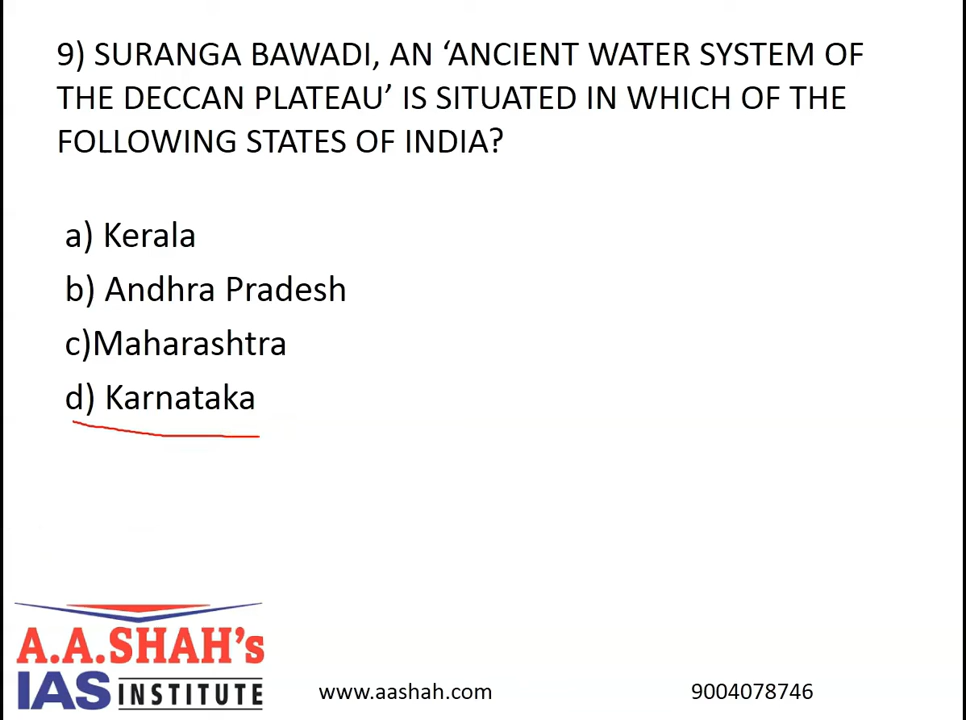 9) SURANGA BAWADI, AN ‘ANCIENT WATER SYSTEM OF
THE DECCAN PLATEAU’ IS SITUATED IN WHICH OF THE
FOLLOWING STATES OF INDIA?
a) Kerala
b) Andhra Pradesh
c)Maharashtra
d) Karnataka
A.A.SHAH’s
IAS INSTITUTE
www.aashah.com
9004078746